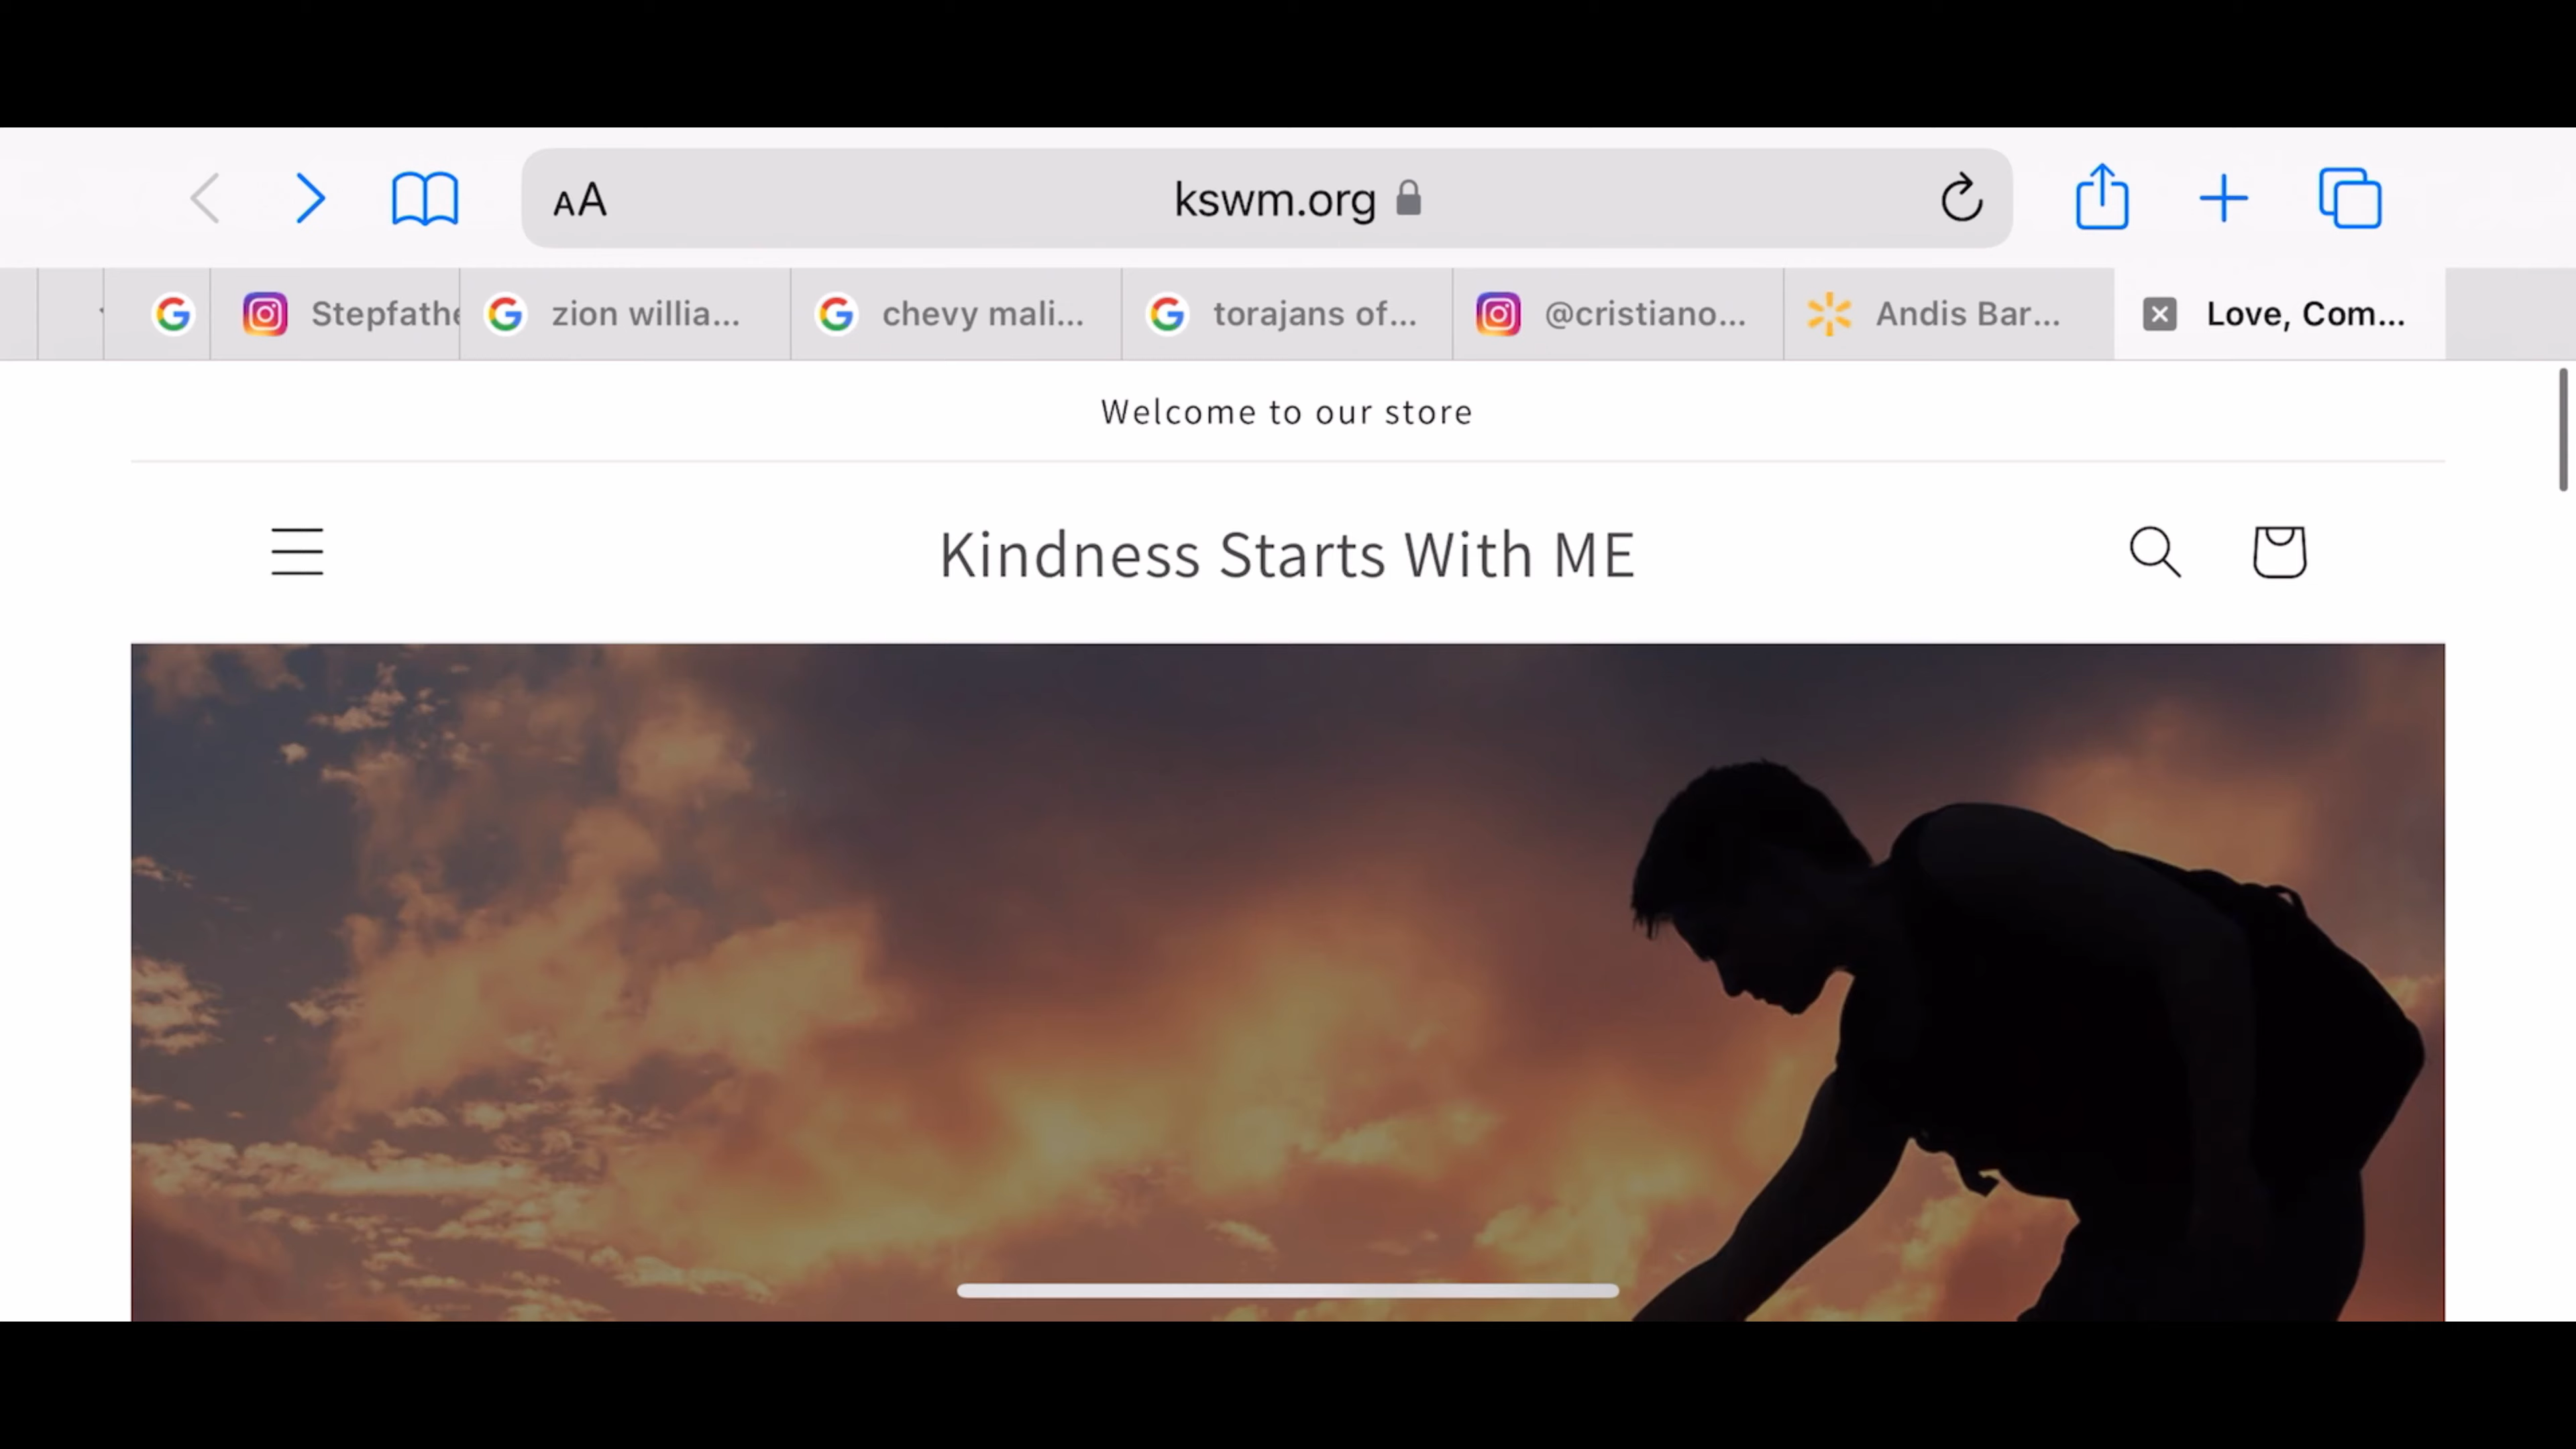 AA
kswm.org
Stepfathe
zion willia...
chevy mali...
torajans of...
@cristiano...
Andis Bar...
Love, Com...
Welcome to our store
Kindness Starts With ME